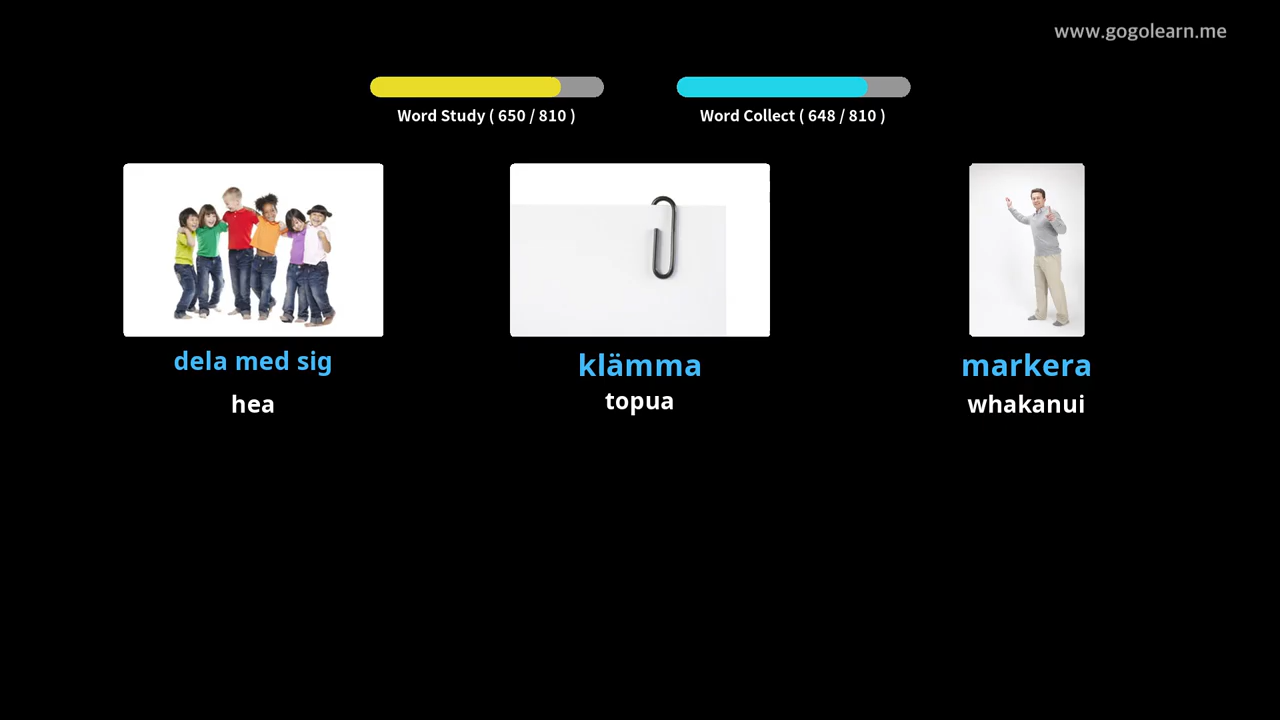 www.gogolearn.me
Word Study ( 650 / 810 )
Word Collect ( 648 / 810 )
dela med sig
hea
klämma
topua
markera
whakanui